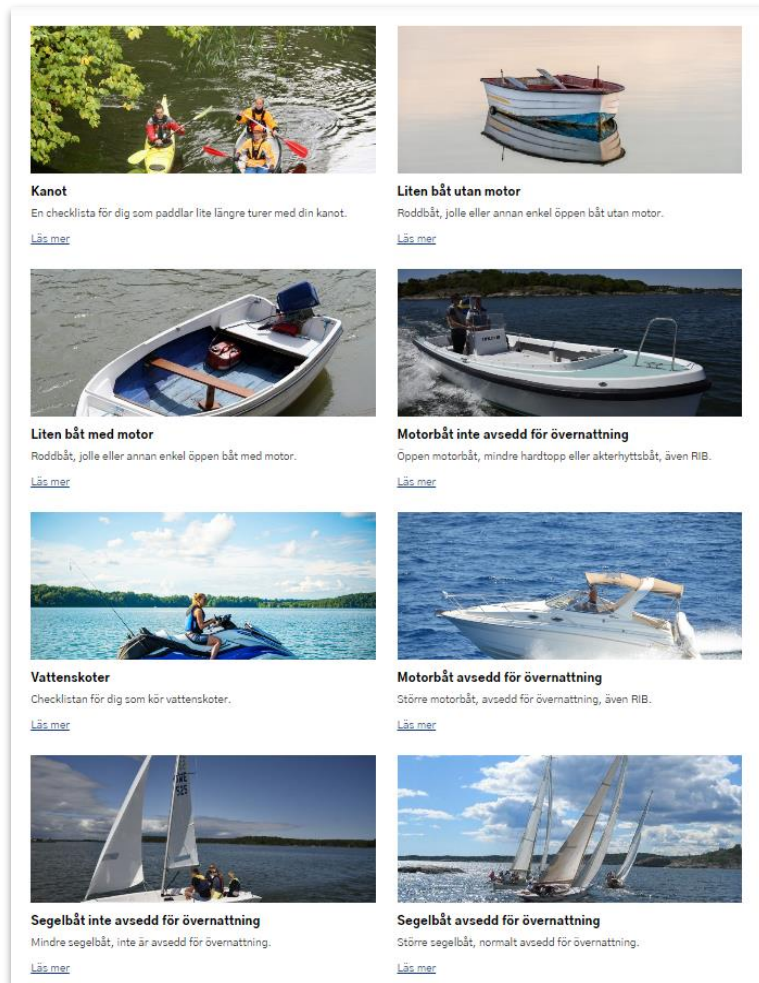 Kanot
En checklista för dig som paddlar lite längre turer med din kanot.
Läs mer
Liten båt utan motor
Roddbåt, jolle eller annan enkel öppen båt utan motor.
Läs mer
Liten båt med motor
Roddbåt, jolle eller annan enkel öppen båt med motor.
Läs mer
Motorbåt inte avsedd för övernattning
Öppen motorbåt, mindre hardtopp eller akterhyttsbåt, även RIB.
Läs mer
Vattenskoter
Checklistan för dig som kör vattenskoter.
Läs mer
Motorbåt avsedd för övernattning
Större motorbåt, avsedd för övernattning, även RIB.
Läs mer
Segelbåt inte avsedd för övernattning
Mindre segelbåt, inte är avsedd för övernattning.
Läs mer
Segelbåt avsedd för övernattning
Större segelbåt, normalt avsedd för övernattning.
Läs mer